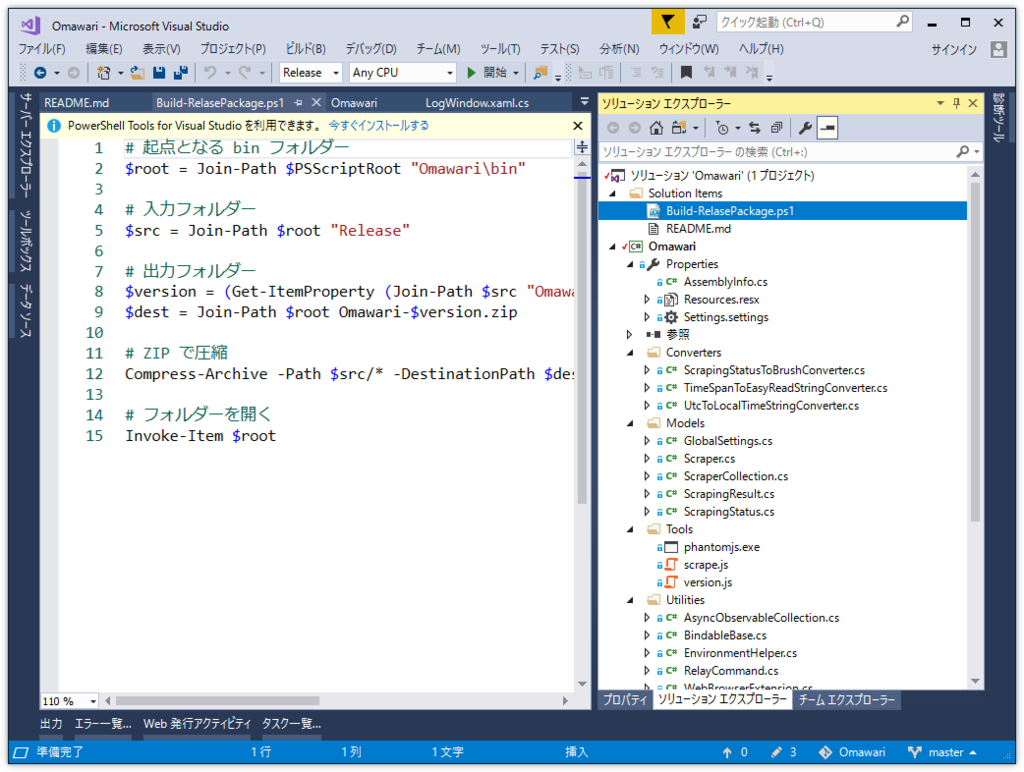 Omawari - Microsoft Visual Studio
クイック起動 (Ctrl+Q)
ファイル(F) 編集(E) 表示(V) プロジェクト(P) ビルド(B) デバッグ(D) チーム(M) ツール(T) テスト(S) 分析(N) ウィンドウ(W) ヘルプ(H) サインイン
Release Any CPU 開始
サーバー エクスプローラー
ツールボックス
データ ソース
README.md Build-RelasePackage.ps1 Omawari LogWindow.xaml.cs
PowerShell Tools for Visual Studio を利用できます。 今すぐインストールする
1 # 起点となる bin フォルダー
2 $root = Join-Path $PSScriptRoot "Omawari\bin"
3
4 # 入力フォルダー
5 $src = Join-Path $root "Release"
6
7 # 出力フォルダー
8 $version = (Get-ItemProperty (Join-Path $src "Omawa
9 $dest = Join-Path $root Omawari-$version.zip
10
11 # ZIP で圧縮
12 Compress-Archive -Path $src/* -DestinationPath $des
13
14 # フォルダーを開く
15 Invoke-Item $root
110 %
ソリューション エクスプローラー
ソリューション エクスプローラー の検索 (Ctrl+:)
ソリューション 'Omawari' (1 プロジェクト)
Solution Items
Build-RelasePackage.ps1
README.md
C# Omawari
Properties
C# AssemblyInfo.cs
Resources.resx
Settings.settings
参照
Converters
C# ScrapingStatusToBrushConverter.cs
C# TimeSpanToEasyReadStringConverter.cs
C# UtcToLocalTimeStringConverter.cs
Models
C# GlobalSettings.cs
C# Scraper.cs
C# ScraperCollection.cs
C# ScrapingResult.cs
C# ScrapingStatus.cs
Tools
phantomjs.exe
scrape.js
version.js
Utilities
C# AsyncObservableCollection.cs
C# BindableBase.cs
C# EnvironmentHelper.cs
C# RelayCommand.cs
C# WebBrowserExtension.cs
プロパティ ソリューション エクスプローラー チーム エクスプローラー
診断ツール
出力 エラー一覧... Web 発行アクティビティ タスク一覧...
準備完了 1 行 1 列 1 文字 挿入 0 3 Omawari master